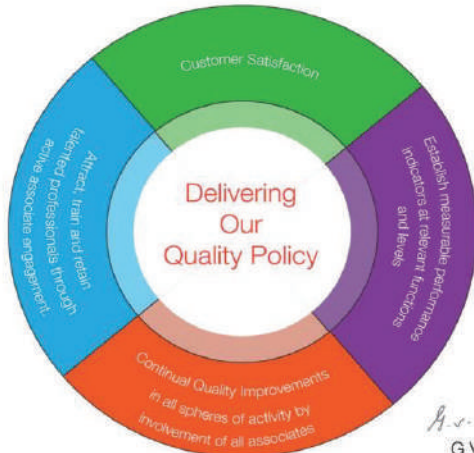 Customer Satisfaction
Establish measurable performance
indicators at relevant functions
and levels
Continual Quality Improvements
in all spheres of activity by
involvement of all associates
Attract, train and retain
talented professionals through
active associate engagement.
Delivering
Our
Quality Policy